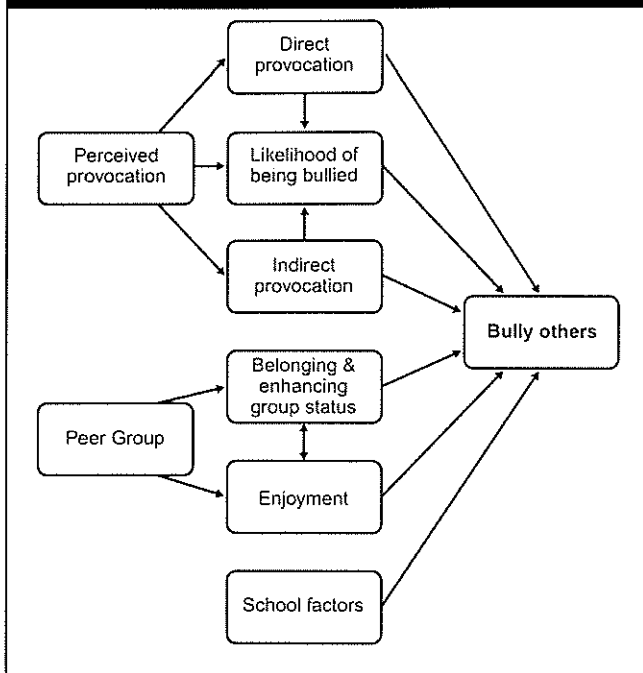 Direct
provocation
Perceived
provocation
Likelihood of
being bullied
Indirect
provocation
Bully others
Belonging &
enhancing
group status
Peer Group
Enjoyment
School factors